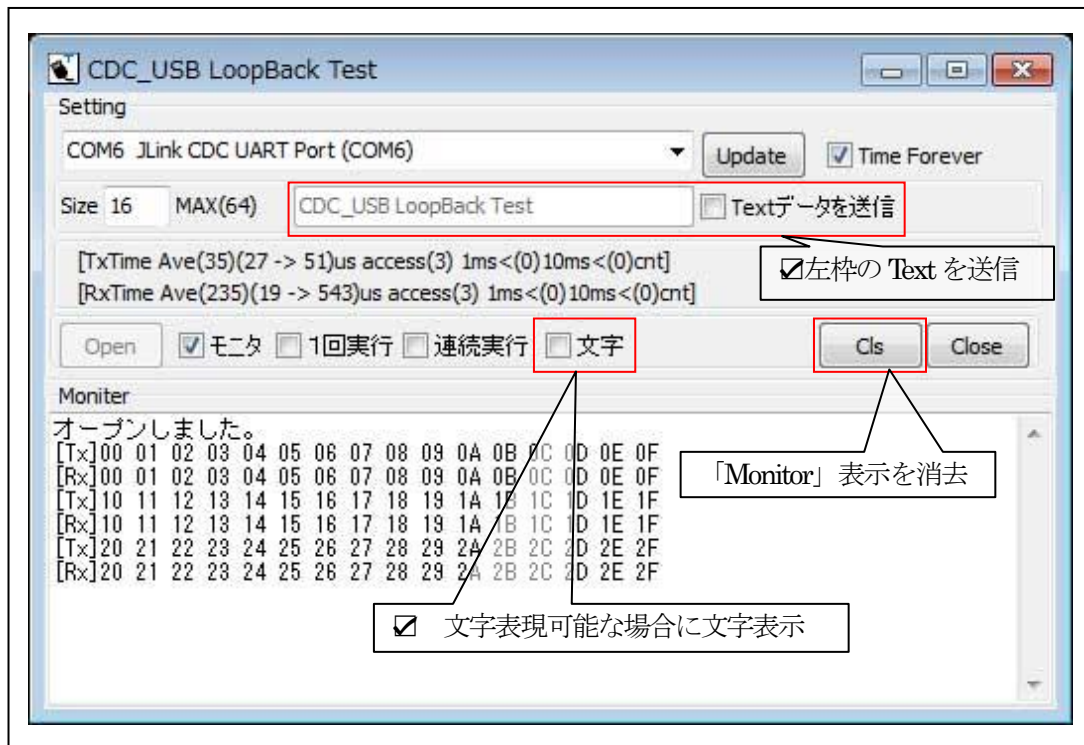 CDC_USB LoopBack Test
Setting
COM6 JLink CDC UART Port (COM6) Update Time Forever
Size 16 MAX(64) CDC_USB LoopBack Test Textデータを送信
☑左枠の Text を送信
[TxTime Ave(35)(27 -> 51)us access(3) 1ms<(0)10ms<(0)cnt]
[RxTime Ave(235)(19 -> 543)us access(3) 1ms<(0)10ms<(0)cnt]
Open モニタ 1回実行 連続実行 文字 Cls Close
Moniter
オープンしました。
[Tx]00 01 02 03 04 05 06 07 08 09 0A 0B 0C 0D 0E 0F
[Rx]00 01 02 03 04 05 06 07 08 09 0A 0B 0C 0D 0E 0F
[Tx]10 11 12 13 14 15 16 17 18 19 1A 1B 1C 1D 1E 1F
[Rx]10 11 12 13 14 15 16 17 18 19 1A 1B 1C 1D 1E 1F
[Tx]20 21 22 23 24 25 26 27 28 29 2A 2B 2C 2D 2E 2F
[Rx]20 21 22 23 24 25 26 27 28 29 2A 2B 2C 2D 2E 2F
「Monitor」表示を消去
☑ 文字表現可能な場合に文字表示